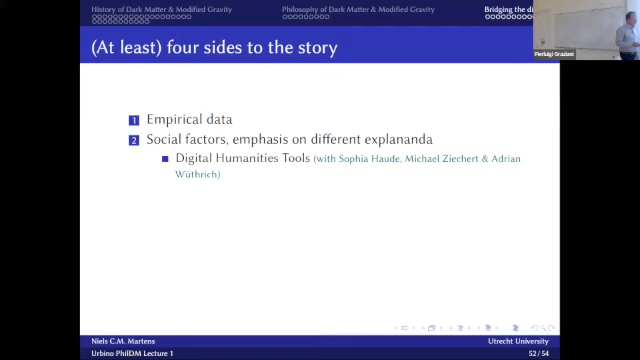 History of Dark Matter & Modified Gravity
Philosophy of Dark Matter & Modified Gravity
Bridging the di
(At least) four sides to the story
Pierluigi Graziani
1 Empirical data
2 Social factors, emphasis on different explananda
Digital Humanities Tools (with Sophia Haude, Michael Ziechert & Adrian
Wüthrich)
Niels C.M. Martens
Utrecht University
Urbino PhilDM Lecture 1
52 / 54